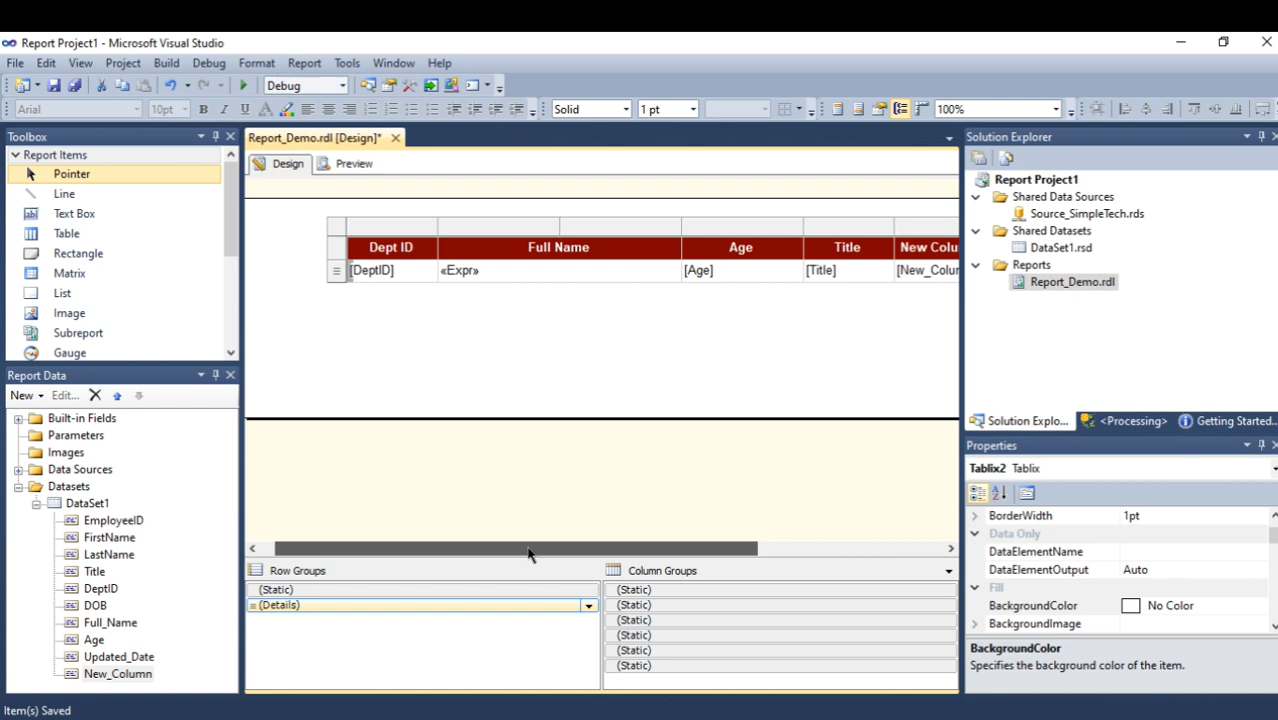 Report Project1 - Microsoft Visual Studio
File Edit View Project Build Debug Format Report Tools Window Help
Debug
Arial 10pt B I U A Solid 1 pt 100%
Toolbox
Report Items
Pointer
Line
Text Box
Table
Rectangle
Matrix
List
Image
Subreport
Gauge
Report Data
New Edit...
Built-in Fields
Parameters
Images
Data Sources
Datasets
DataSet1
EmployeeID
FirstName
LastName
Title
DeptID
DOB
Full_Name
Age
Updated_Date
New_Column
Report_Demo.rdl [Design]*
Design Preview
Dept ID Full Name Age Title New Colu
[DeptID] «Expr» [Age] [Title] [New_Colur
Row Groups
(Static)
(Details)
Column Groups
(Static)
(Static)
(Static)
(Static)
(Static)
(Static)
Solution Explorer
Report Project1
Shared Data Sources
Source_SimpleTech.rds
Shared Datasets
DataSet1.rsd
Reports
Report_Demo.rdl
Solution Explo... <Processing> Getting Started...
Properties
Tablix2 Tablix
BorderWidth 1pt
Data Only
DataElementName
DataElementOutput Auto
Fill
BackgroundColor No Color
BackgroundImage
BackgroundColor
Specifies the background color of the item.
Item(s) Saved